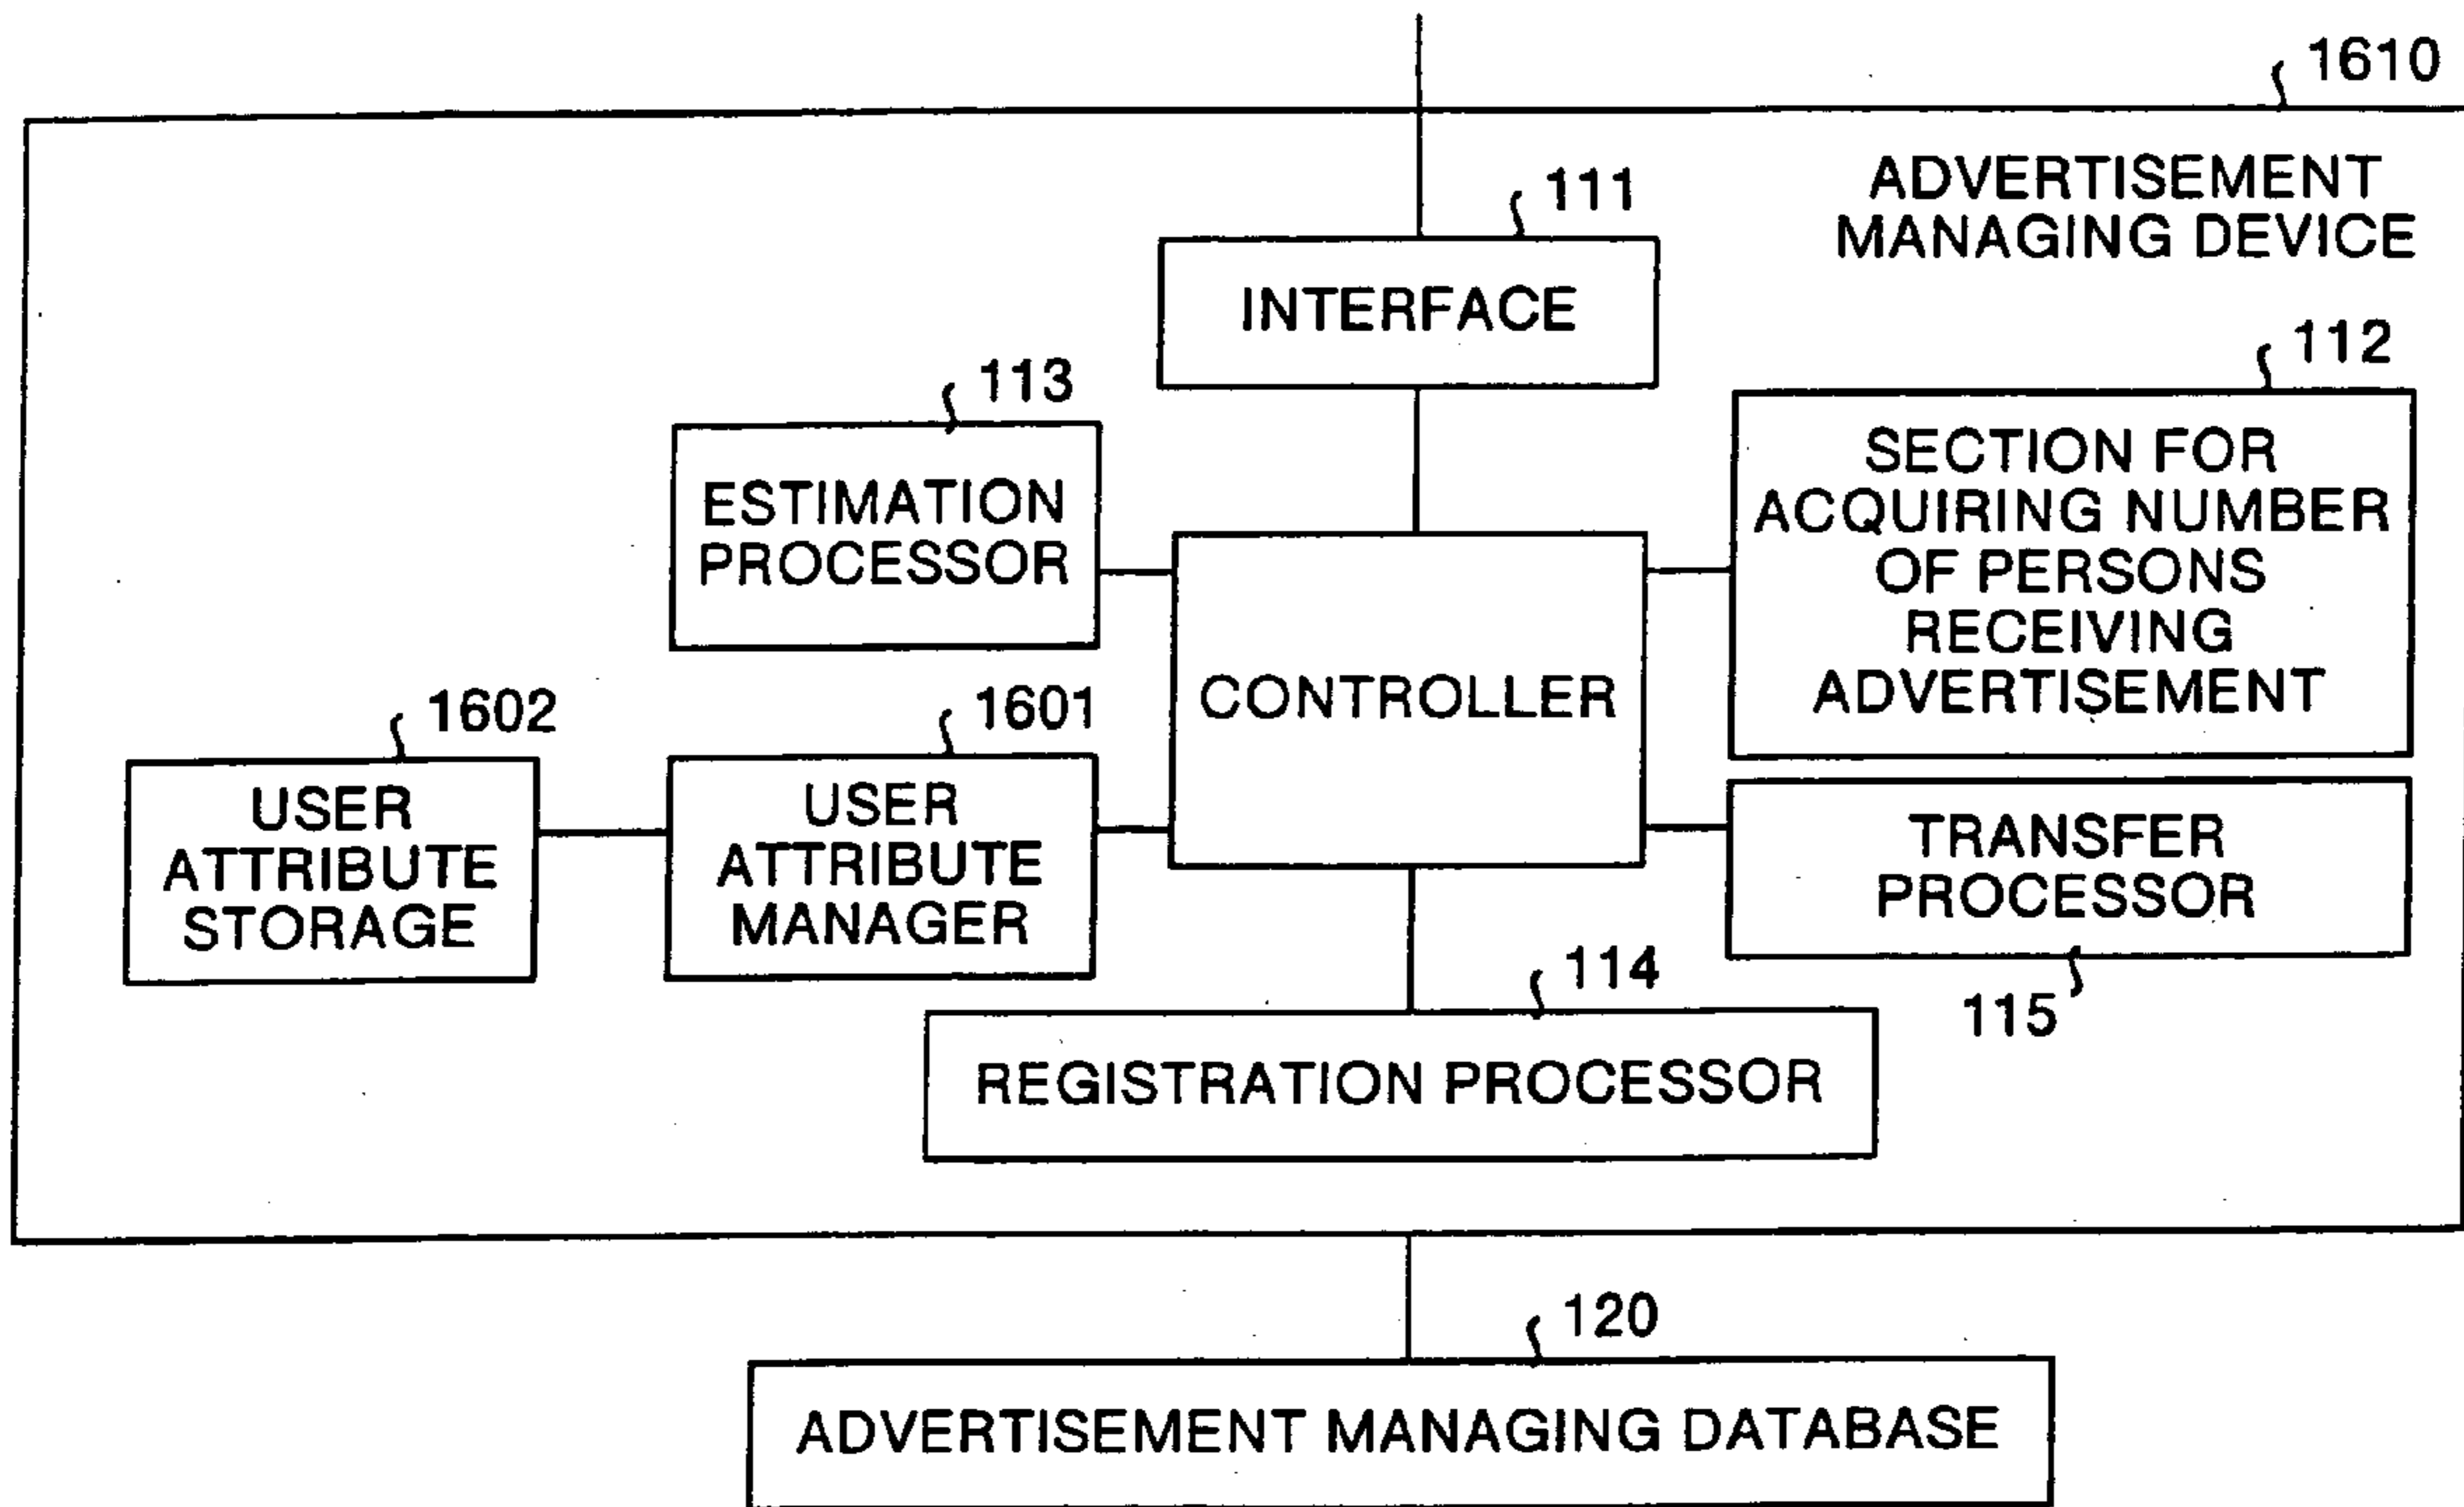 1610
ADVERTISEMENT
MANAGING DEVICE
111
INTERFACE
112
SECTION FOR
ACQUIRING NUMBER
OF PERSONS
RECEIVING
ADVERTISEMENT
113
ESTIMATION
PROCESSOR
CONTROLLER
1602
USER
ATTRIBUTE
STORAGE
1601
USER
ATTRIBUTE
MANAGER
TRANSFER
PROCESSOR
115
114
REGISTRATION PROCESSOR
120
ADVERTISEMENT MANAGING DATABASE